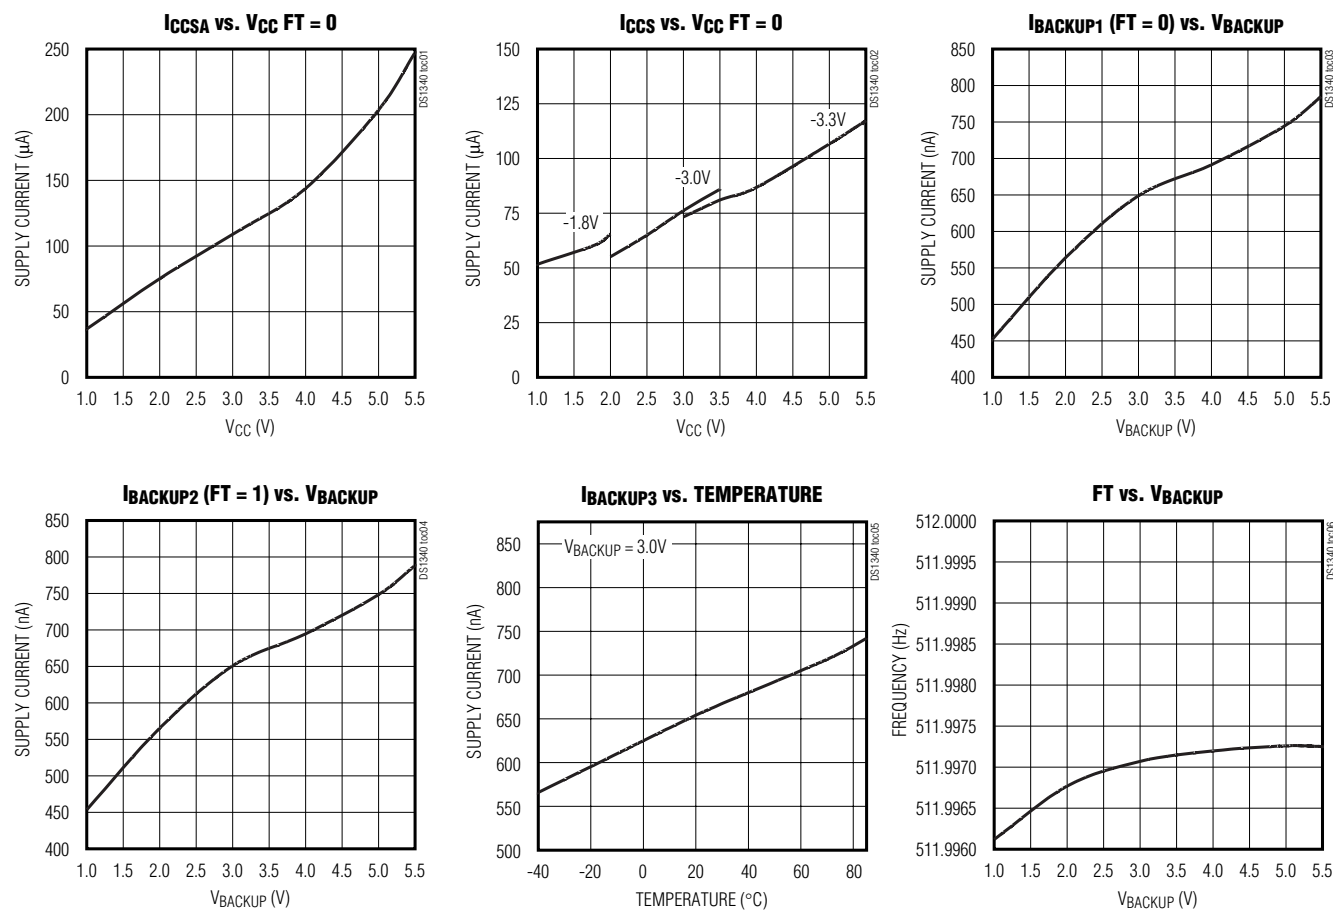 ICCSA vs. VCC FT = 0
DS1340 toc01
SUPPLY CURRENT (µA)
250
200
150
100
50
0
1.0 1.5 2.0 2.5 3.0 3.5 4.0 4.5 5.0 5.5
VCC (V)
ICCS vs. VCC FT = 0
DS1340 toc02
SUPPLY CURRENT (µA)
150
125
100
75
50
25
0
-1.8V
-3.0V
-3.3V
1.0 1.5 2.0 2.5 3.0 3.5 4.0 4.5 5.0 5.5
VCC (V)
IBACKUP1 (FT = 0) vs. VBACKUP
DS1340 toc03
SUPPLY CURRENT (nA)
850
800
750
700
650
600
550
500
450
400
1.0 1.5 2.0 2.5 3.0 3.5 4.0 4.5 5.0 5.5
VBACKUP (V)
IBACKUP2 (FT = 1) vs. VBACKUP
DS1340 toc04
SUPPLY CURRENT (nA)
850
800
750
700
650
600
550
500
450
400
1.0 1.5 2.0 2.5 3.0 3.5 4.0 4.5 5.0 5.5
VBACKUP (V)
IBACKUP3 vs. TEMPERATURE
DS1340 toc05
VBACKUP = 3.0V
SUPPLY CURRENT (nA)
850
800
750
700
650
600
550
500
-40 -20 0 20 40 60 80
TEMPERATURE (°C)
FT vs. VBACKUP
DS1340 toc06
FREQUENCY (Hz)
512.0000
511.9995
511.9990
511.9985
511.9980
511.9975
511.9970
511.9965
511.9960
1.0 1.5 2.0 2.5 3.0 3.5 4.0 4.5 5.0 5.5
VBACKUP (V)